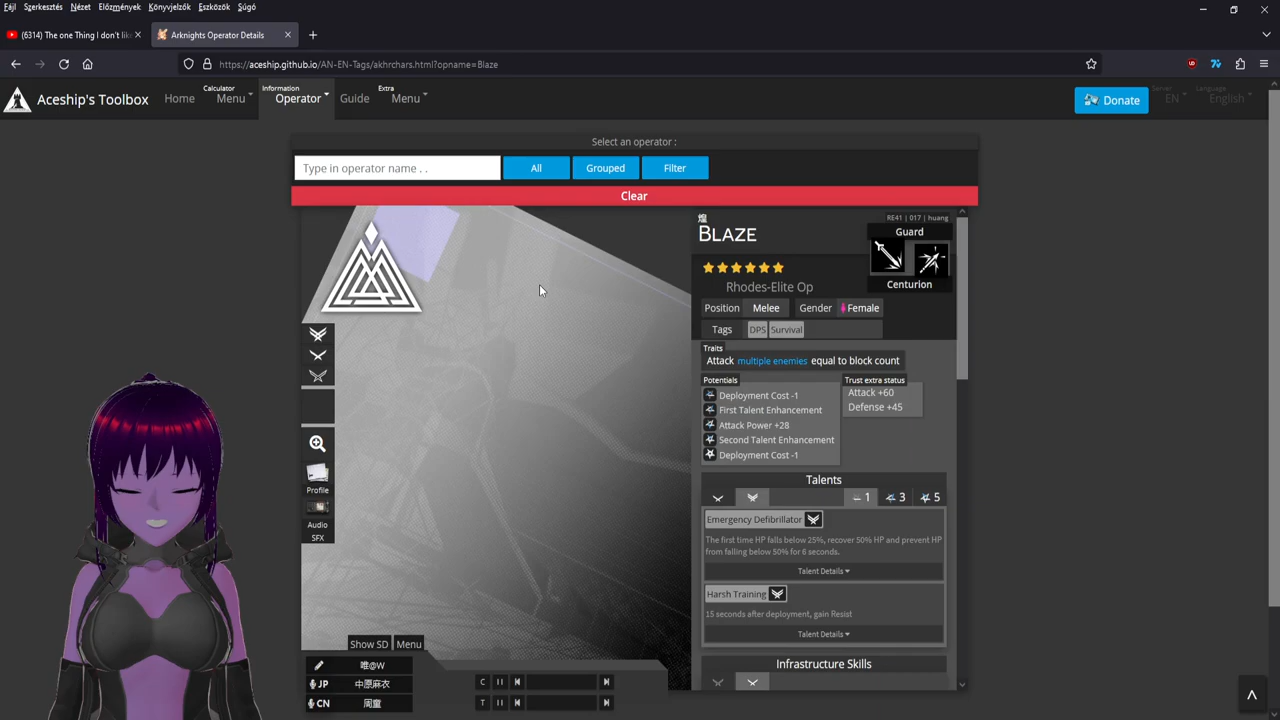 Fájl Szerkesztés Nézet Előzmények Könyvjelzők Eszközök Súgó
(6314) The one Thing I don't like
Arknights Operator Details
https://aceship.github.io/AN-EN-Tags/akhrchars.html?opname=Blaze
Aceship's Toolbox
Home
Calculator
Menu
Information
Operator
Guide
Extra
Menu
Donate
Server
EN
Language
English
Select an operator :
Type in operator name . .
All
Grouped
Filter
Clear
煌
BLAZE
RE41 | 017 | huang
Guard
Centurion
Rhodes-Elite Op
Position Melee Gender Female
Tags DPS Survival
Traits
Attack multiple enemies equal to block count
Potentials
Deployment Cost -1
First Talent Enhancement
Attack Power +28
Second Talent Enhancement
Deployment Cost -1
Trust extra status
Attack +60
Defense +45
Talents
1 3 5
Emergency Defibrillator
The first time HP falls below 25%, recover 50% HP and prevent HP
from falling below 50% for 6 seconds.
Talent Details
Harsh Training
15 seconds after deployment, gain Resist
Talent Details
Infrastructure Skills
Profile
Audio
SFX
Show SD Menu
唯@W
JP 中原麻衣
CN 周童
C
T